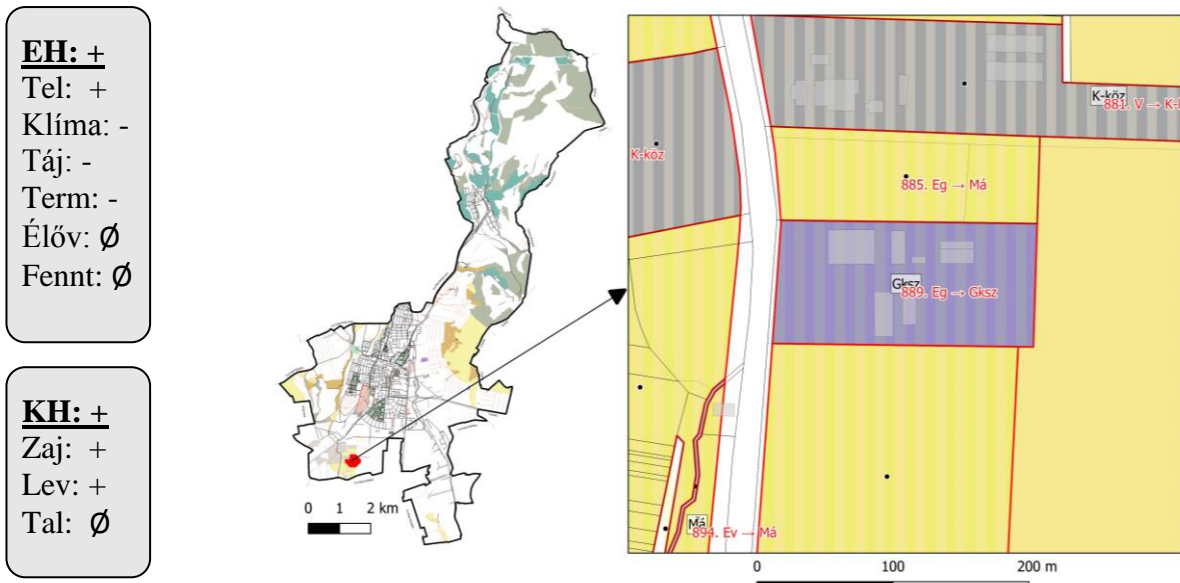 EH: +
Tel: +
Klíma: -
Táj: -
Term: -
Élőv: Ø
Fennt: Ø
KH: +
Zaj: +
Lev: +
Tal: Ø
0 1 2 km
K-köz
881. V → K-k
K-köz
885. Eg → Má
Gksz
889. Eg → Gksz
Má
894. Ev → Má
0 100 200 m